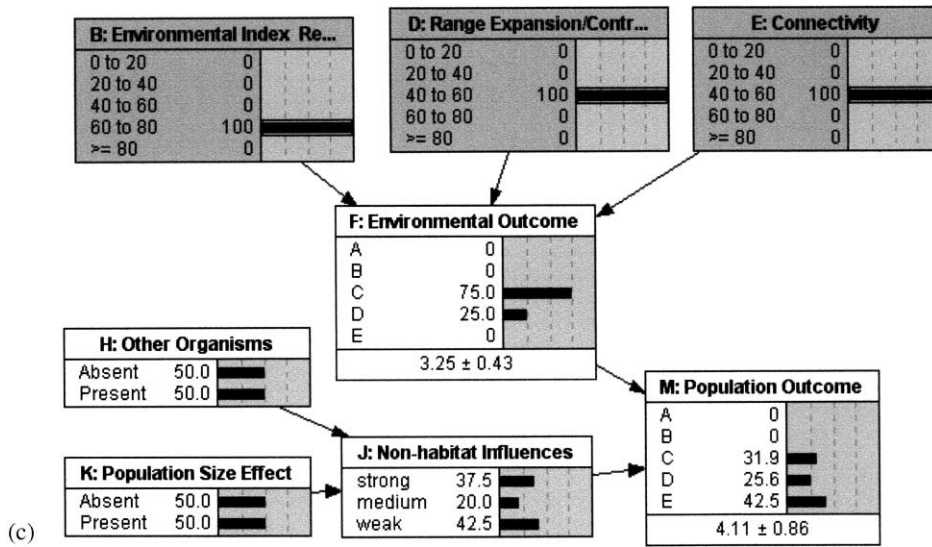 B: Environmental Index Re...
0 to 20 0
20 to 40 0
40 to 60 0
60 to 80 100
>= 80 0
D: Range Expansion/Contr...
0 to 20 0
20 to 40 0
40 to 60 100
60 to 80 0
>= 80 0
E: Connectivity
0 to 20 0
20 to 40 0
40 to 60 100
60 to 80 0
>= 80 0
F: Environmental Outcome
A 0
B 0
C 75.0
D 25.0
E 0
3.25 ± 0.43
H: Other Organisms
Absent 50.0
Present 50.0
K: Population Size Effect
Absent 50.0
Present 50.0
J: Non-habitat Influences
strong 37.5
medium 20.0
weak 42.5
M: Population Outcome
A 0
B 0
C 31.9
D 25.6
E 42.5
4.11 ± 0.86
(c)